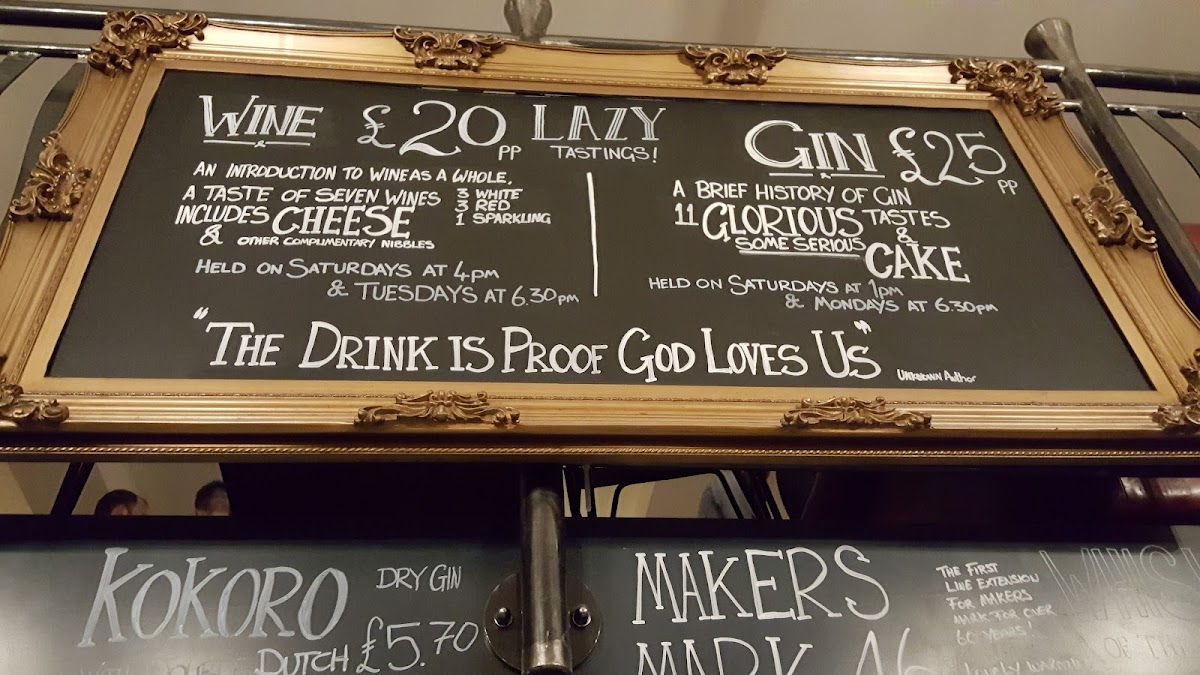 WINE £20 PP
LAZY
TASTINGS!
AN INTRODUCTION TO WINE AS A WHOLE,
A TASTE OF SEVEN WINES
3 WHITE
3 RED
1 SPARKLING
INCLUDES CHEESE
& OTHER COMPLIMENTARY NIBBLES
HELD ON SATURDAYS AT 4PM
& TUESDAYS AT 6.30PM
GIN £25 PP
A BRIEF HISTORY OF GIN
11 GLORIOUS TASTES
&
SOME SERIOUS CAKE
HELD ON SATURDAYS AT 1PM
& MONDAYS AT 6.30PM
"THE DRINK IS PROOF GOD LOVES US"
UNKNOWN AUTHOR
KOKORO DRY GIN
DUTCH £5.70
MAKERS
MARK 46
THE FIRST
LINE EXTENSION
FOR MAKERS
MARK FOR OVER
60 YEARS!
OF THE